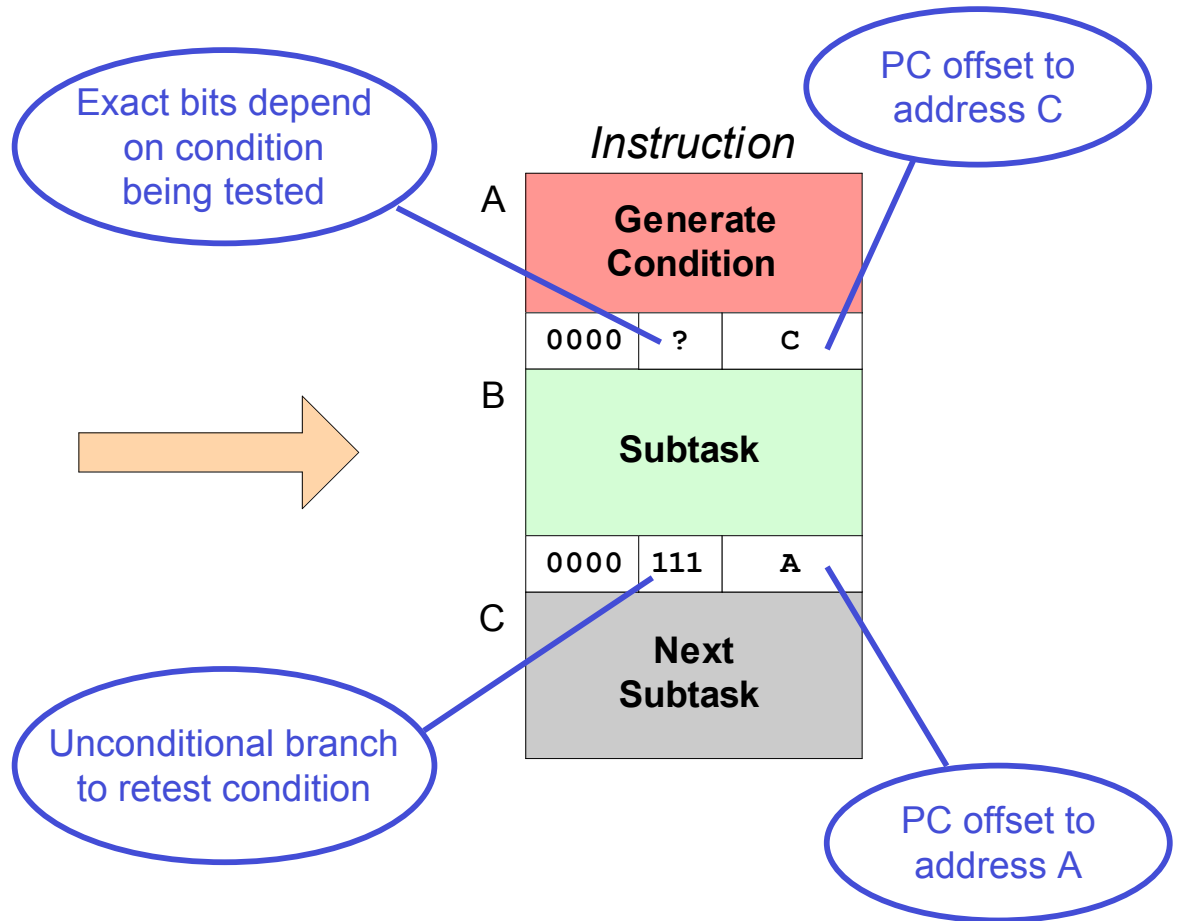 Exact bits depend
on condition
being tested
PC offset to
address C
Instruction
A
Generate
Condition
0000 ? C
B
Subtask
0000 111 A
C
Next
Subtask
Unconditional branch
to retest condition
PC offset to
address A